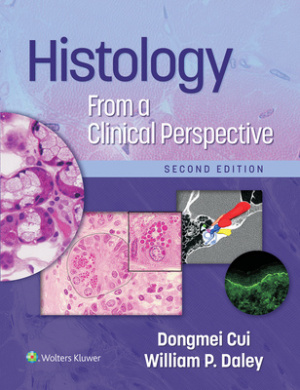 Histology
From a
Clinical Perspective
SECOND EDITION
Dongmei Cui
William P. Daley
Wolters Kluwer